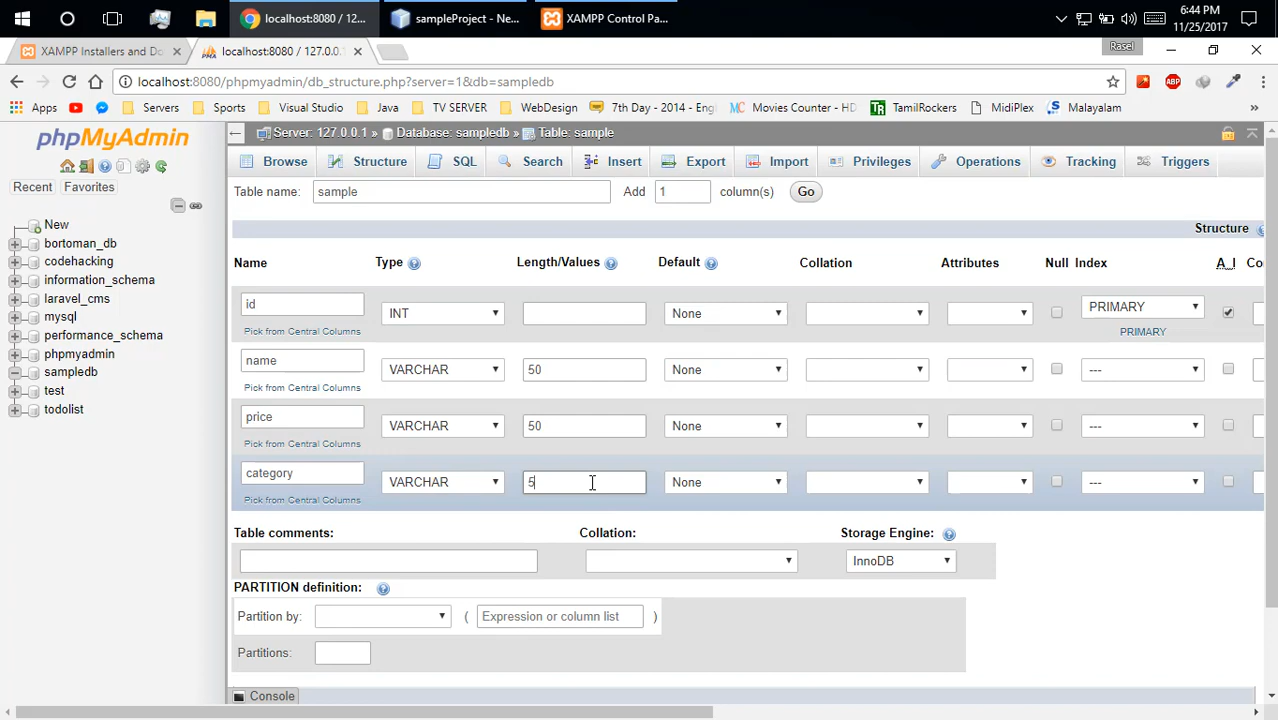 localhost:8080 / 12...
sampleProject - Ne...
XAMPP Control Pa...
6:44 PM
11/25/2017
XAMPP Installers and Do
localhost:8080 / 127.0.0.1
Rasel
localhost:8080/phpmyadmin/db_structure.php?server=1&db=sampledb
Apps Servers Sports Visual Studio Java TV SERVER WebDesign 7th Day - 2014 - Eng Movies Counter - HD TamilRockers MidiPlex Malayalam
phpMyAdmin
Server: 127.0.0.1 » Database: sampledb » Table: sample
Browse Structure SQL Search Insert Export Import Privileges Operations Tracking Triggers
Recent Favorites
New
bortoman_db
codehacking
information_schema
laravel_cms
mysql
performance_schema
phpmyadmin
sampledb
test
todolist
Table name: sample Add 1 column(s) Go
Structure
Name Type Length/Values Default Collation Attributes Null Index A_I Co
id INT None PRIMARY
Pick from Central Columns PRIMARY
name VARCHAR 50 None ---
Pick from Central Columns
price VARCHAR 50 None ---
Pick from Central Columns
category VARCHAR 5 None ---
Pick from Central Columns
Table comments: Collation: Storage Engine:
InnoDB
PARTITION definition:
Partition by: ( Expression or column list )
Partitions:
Console